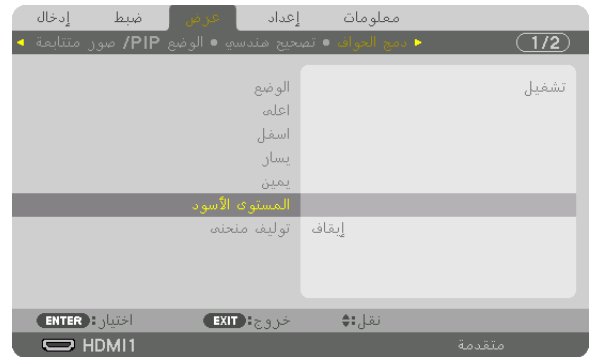 إدخال ضبط عرض إعداد معلومات
◄ صور متتابعة /PIP الوضع ● تصحيح هندسي ● دمج الحواف ► 1/2
الوضع تشغيل
اعلى
اسفل
يسار
يمين
المستوى الأسود
توليف منحنى إيقاف
ENTER :اختيار EXIT :خروج نقل:
HDMI1 متقدمة